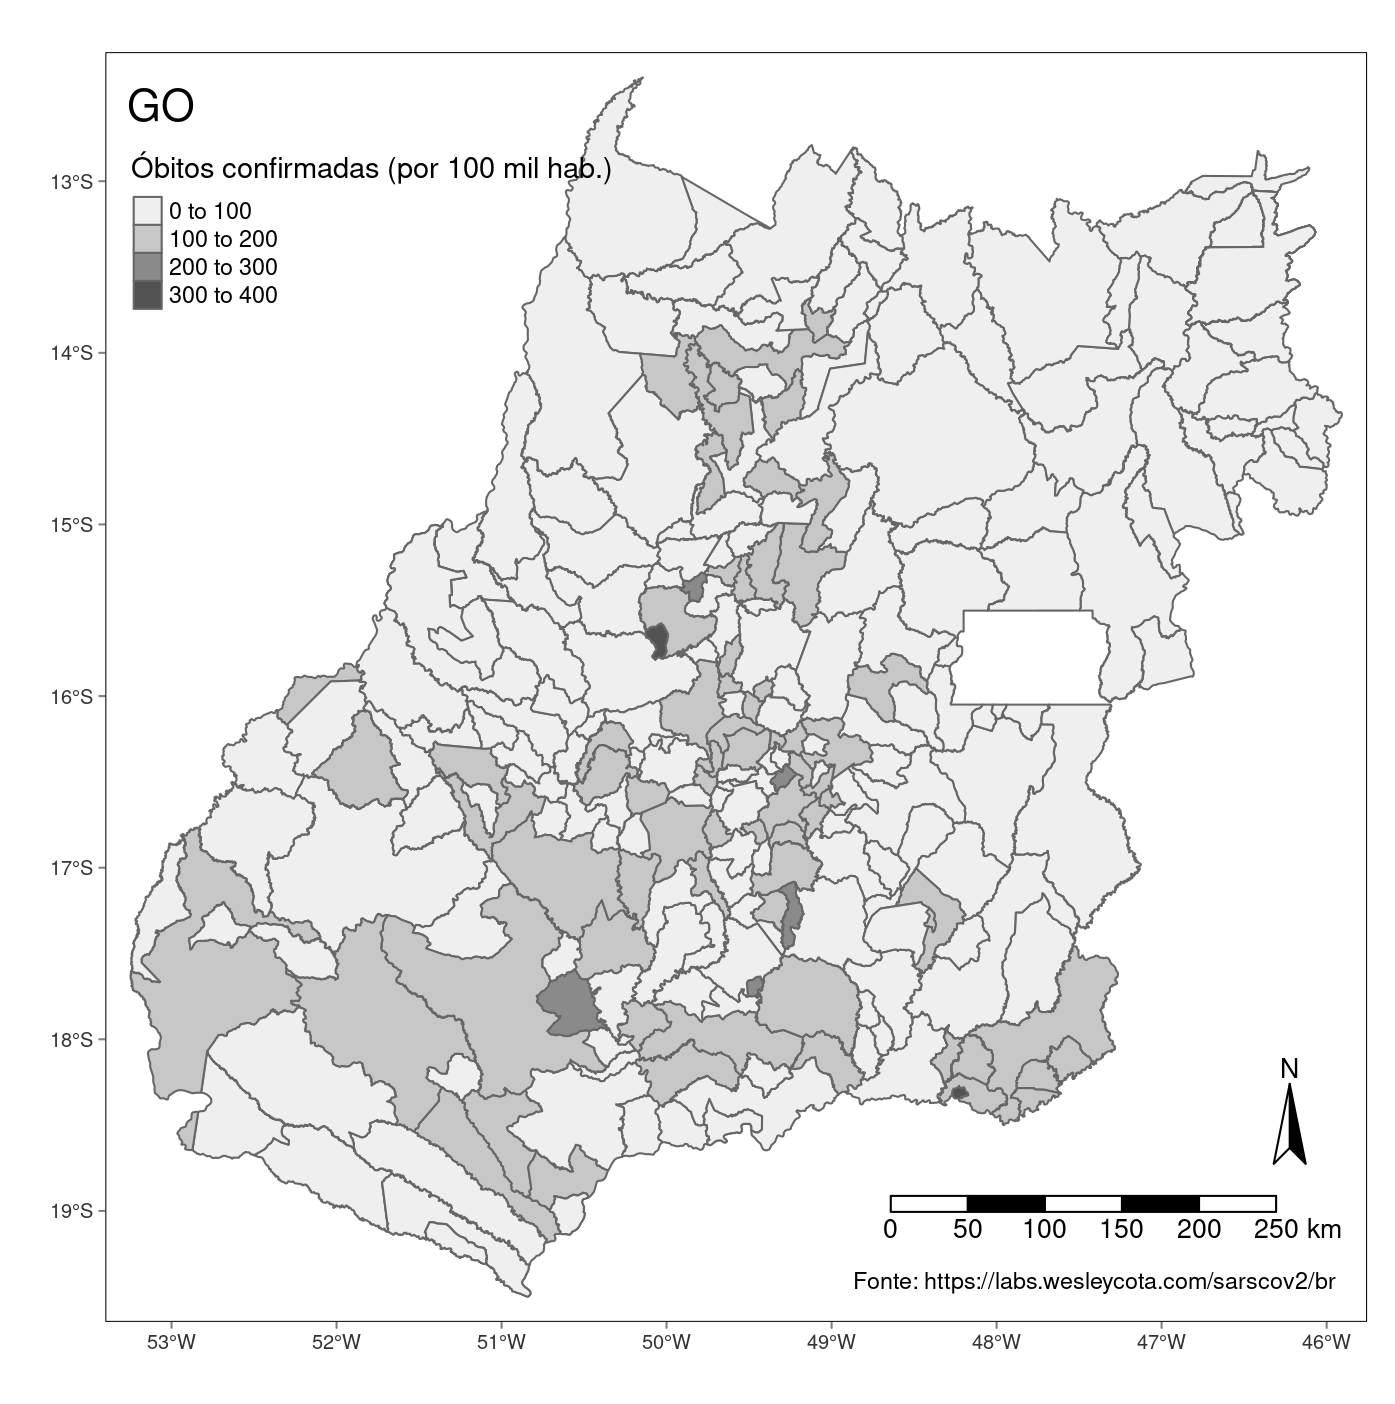 GO
Óbitos confirmadas (por 100 mil hab.)
0 to 100
100 to 200
200 to 300
300 to 400
13°S
14°S
15°S
16°S
17°S
18°S
19°S
N
0 50 100 150 200 250 km
Fonte: https://labs.wesleycota.com/sarscov2/br
53°W 52°W 51°W 50°W 49°W 48°W 47°W 46°W